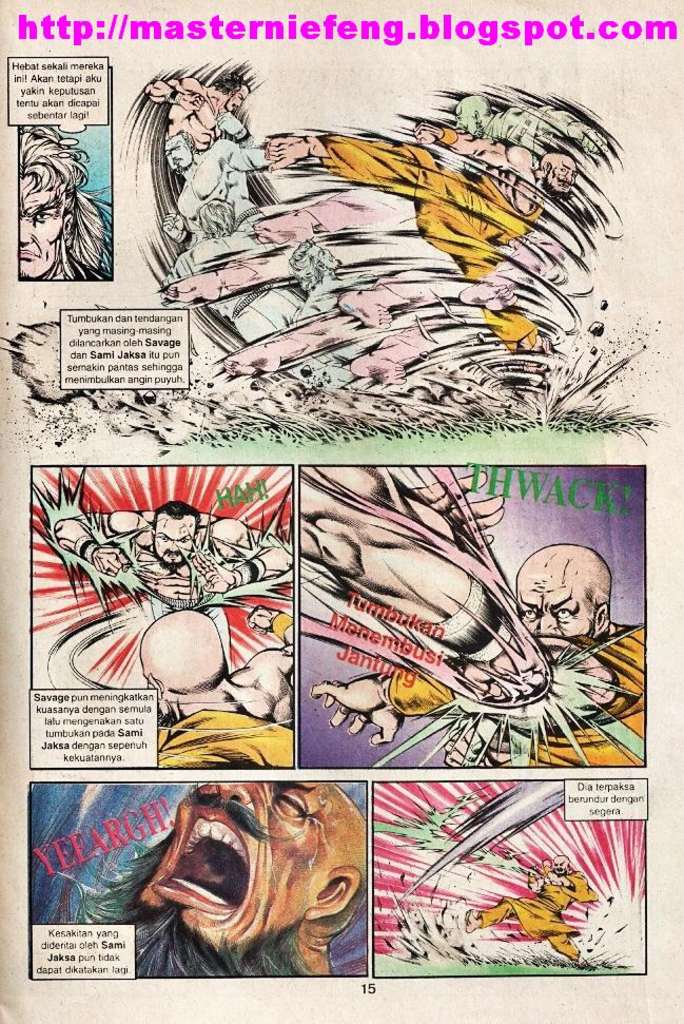 http://masterniefeng.blogspot.com
Hebat sekali mereka
ini! Akan tetapi aku
yakin keputusan
tentu akan dicapai
sebentar lagi!
Tumbukan dan tendangan
yang masing-masing
dilancarkan oleh Savage
dan Sami Jaksa itu pun
semakin pantas sehingga
menimbulkan angin puyuh.
HAH!
Savage pun meningkatkan
kuasanya dengan semula
lalu mengenakan satu
tumbukan pada Sami
Jaksa dengan sepenuh
kekuatannya.
THWACK!
Tumbukan
Menembusi
Jantung
YEEARGH!
Kesakitan yang
dideritai oleh Sami
Jaksa pun tidak
dapat dikatakan lagi.
Dia terpaksa
berundur dengan
segera.
15